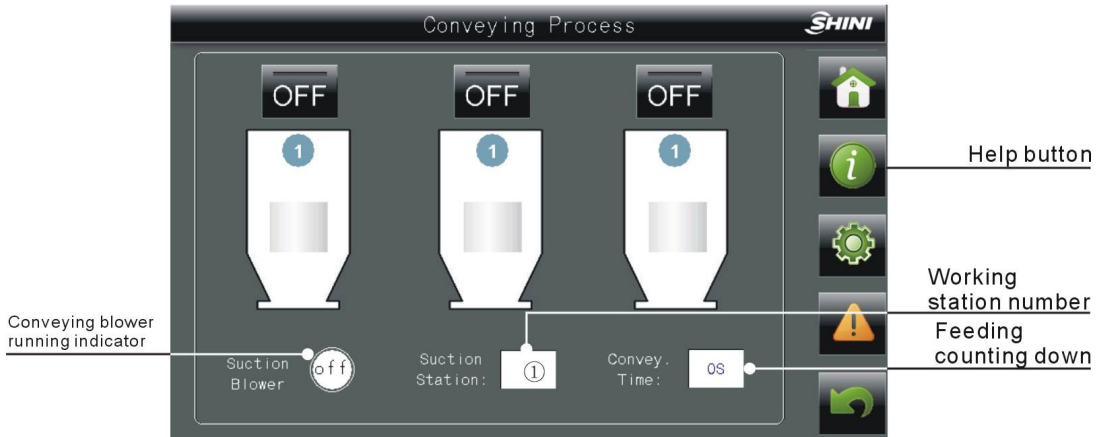 Conveying Process
SHINI
OFF
OFF
OFF
1
1
1
i
Help button
Working
station number
Feeding
counting down
Conveying blower
running indicator
Suction
Blower
off
Suction
Station:
①
Convey.
Time:
0S